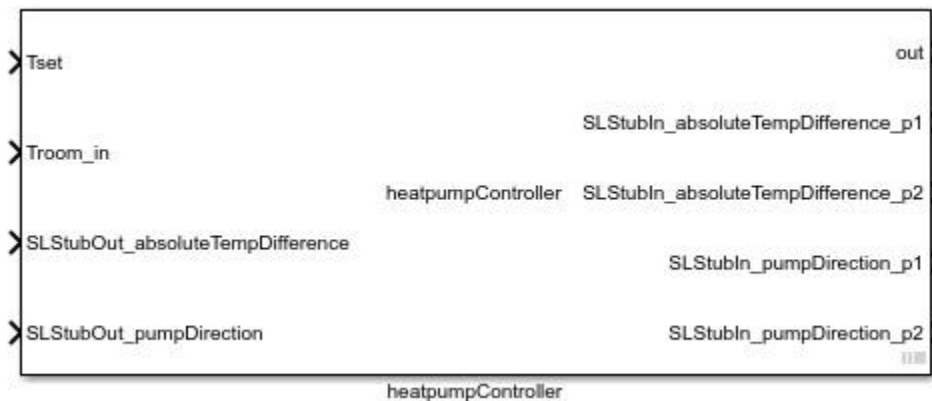 Tset
out
SLStubIn_absoluteTempDifference_p1
Troom_in
heatpumpController
SLStubIn_absoluteTempDifference_p2
SLStubOut_absoluteTempDifference
SLStubIn_pumpDirection_p1
SLStubOut_pumpDirection
SLStubIn_pumpDirection_p2
heatpumpController